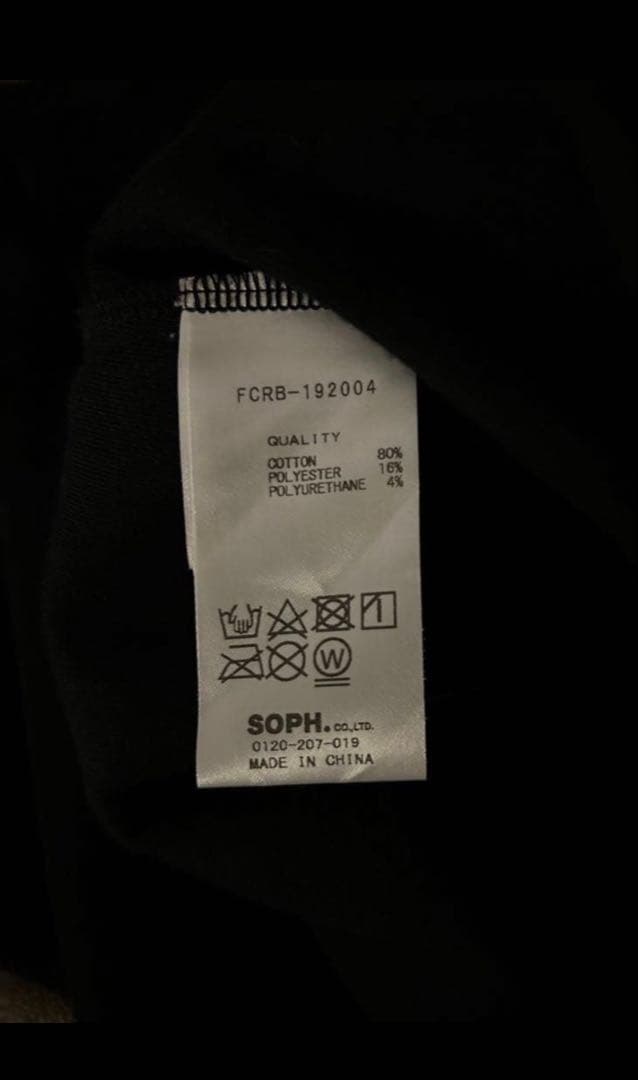 FCRB-192004
QUALITY
COTTON 80%
POLYESTER 16%
POLYURETHANE 4%
W
SOPH. CO.,LTD.
0120-207-019
MADE IN CHINA